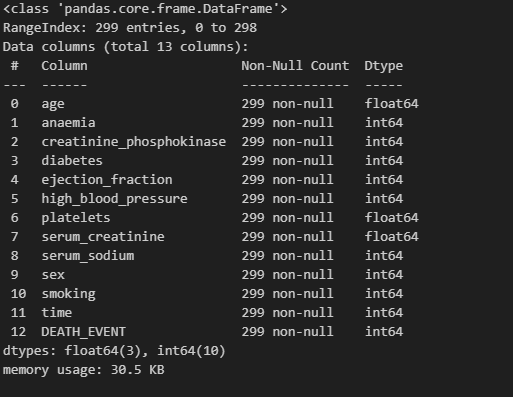 <class 'pandas.core.frame.DataFrame'>
RangeIndex: 299 entries, 0 to 298
Data columns (total 13 columns):
 #   Column                    Non-Null Count  Dtype
---  ------                    --------------  -----
 0   age                       299 non-null    float64
 1   anaemia                   299 non-null    int64
 2   creatinine_phosphokinase  299 non-null    int64
 3   diabetes                  299 non-null    int64
 4   ejection_fraction         299 non-null    int64
 5   high_blood_pressure       299 non-null    int64
 6   platelets                 299 non-null    float64
 7   serum_creatinine          299 non-null    float64
 8   serum_sodium              299 non-null    int64
 9   sex                       299 non-null    int64
 10  smoking                   299 non-null    int64
 11  time                      299 non-null    int64
 12  DEATH_EVENT               299 non-null    int64
dtypes: float64(3), int64(10)
memory usage: 30.5 KB